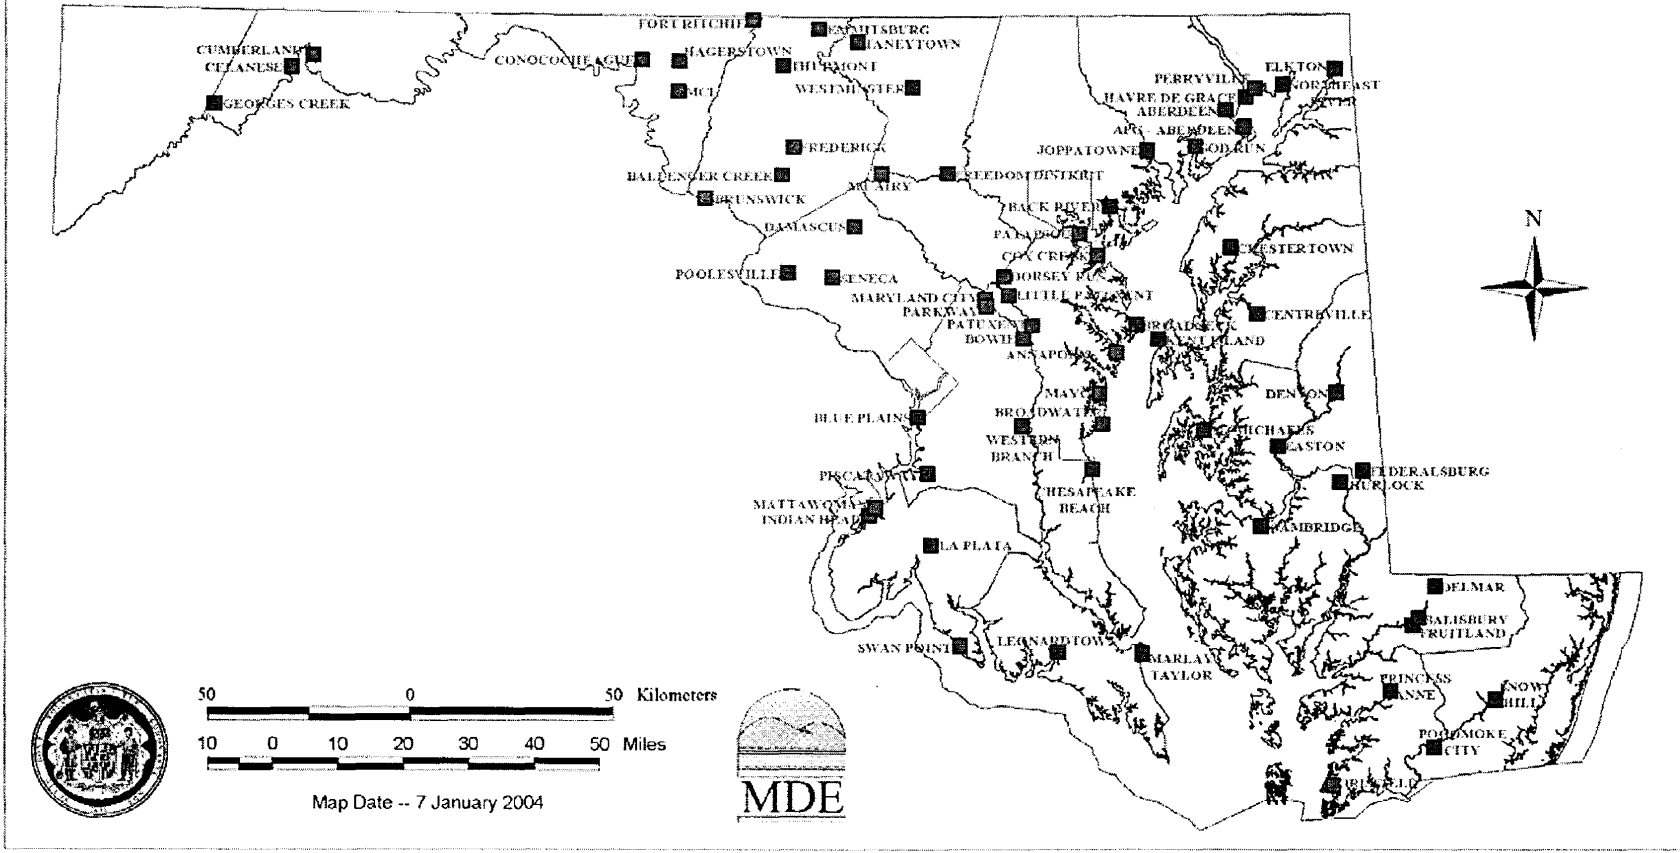 FORT RITCHIE
EMMITSBURG
TANEYTOWN
CUMBERLAND
CELANESE
CONOCOCHEAGUE
HAGERSTOWN
THURMONT
WESTMINSTER
MCI
GEORGES CREEK
ELKTON
PERRYVILLE
NORTHEAST
RIVER
HAVRE DE GRACE
ABERDEEN
APG - ABERDEEN
JOPPATOWNE
SOD RUN
FREDERICK
BALLENGER CREEK
MT AIRY
FREEDOM DISTRICT
BRUNSWICK
BACK RIVER
DAMASCUS
PATAPSCO
CHESTERTOWN
COX CREEK
POOLESVILLE
SENECA
DORSEY RUN
MARYLAND CITY
LITTLE PATUXENT
PARKWAY
PATUXENT
BOWIE
BROADNECK
KENT ISLAND
CENTREVILLE
ANNAPOLIS
MAYO
DENTON
BLUE PLAINS
BROADWATER
WESTERN
BRANCH
MICHAELS
EASTON
PISCATAWAY
FEDERALSBURG
HURLOCK
CHESAPEAKE
BEACH
MATTAWOMAN
INDIAN HEAD
CAMBRIDGE
LA PLATA
DELMAR
SALISBURY
FRUITLAND
SWAN POINT
LEONARDTOWN
MARLAY
TAYLOR
PRINCESS
ANNE
SNOW
HILL
POCOMOKE
CITY
CRISFIELD
N
50 0 50 Kilometers
10 0 10 20 30 40 50 Miles
Map Date -- 7 January 2004
MDE